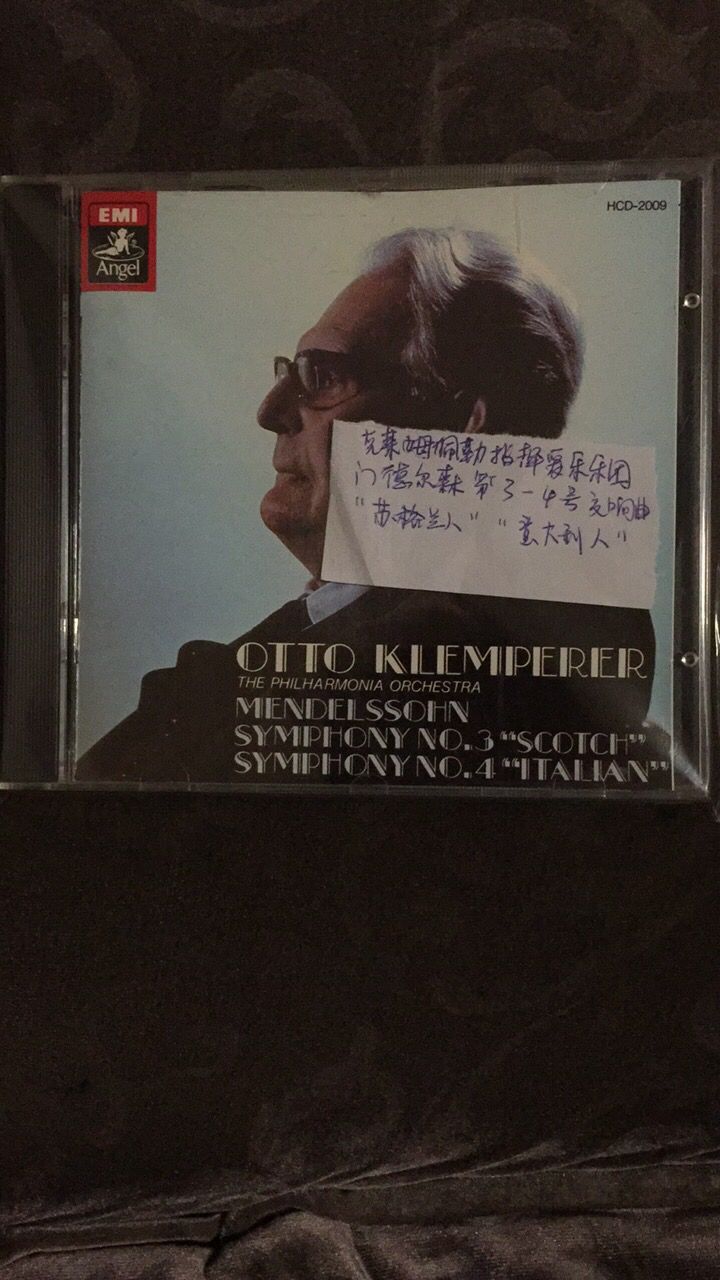 EMI
Angel
HCD-2009
克莱姆佩勒指挥爱乐乐团
门德尔森第3-4号交响曲
"苏格兰人" "意大利人"
OTTO KLEMPERER
THE PHILHARMONIA ORCHESTRA
MENDELSSOHN
SYMPHONY NO.3 “SCOTCH”
SYMPHONY NO.4 “ITALIAN”